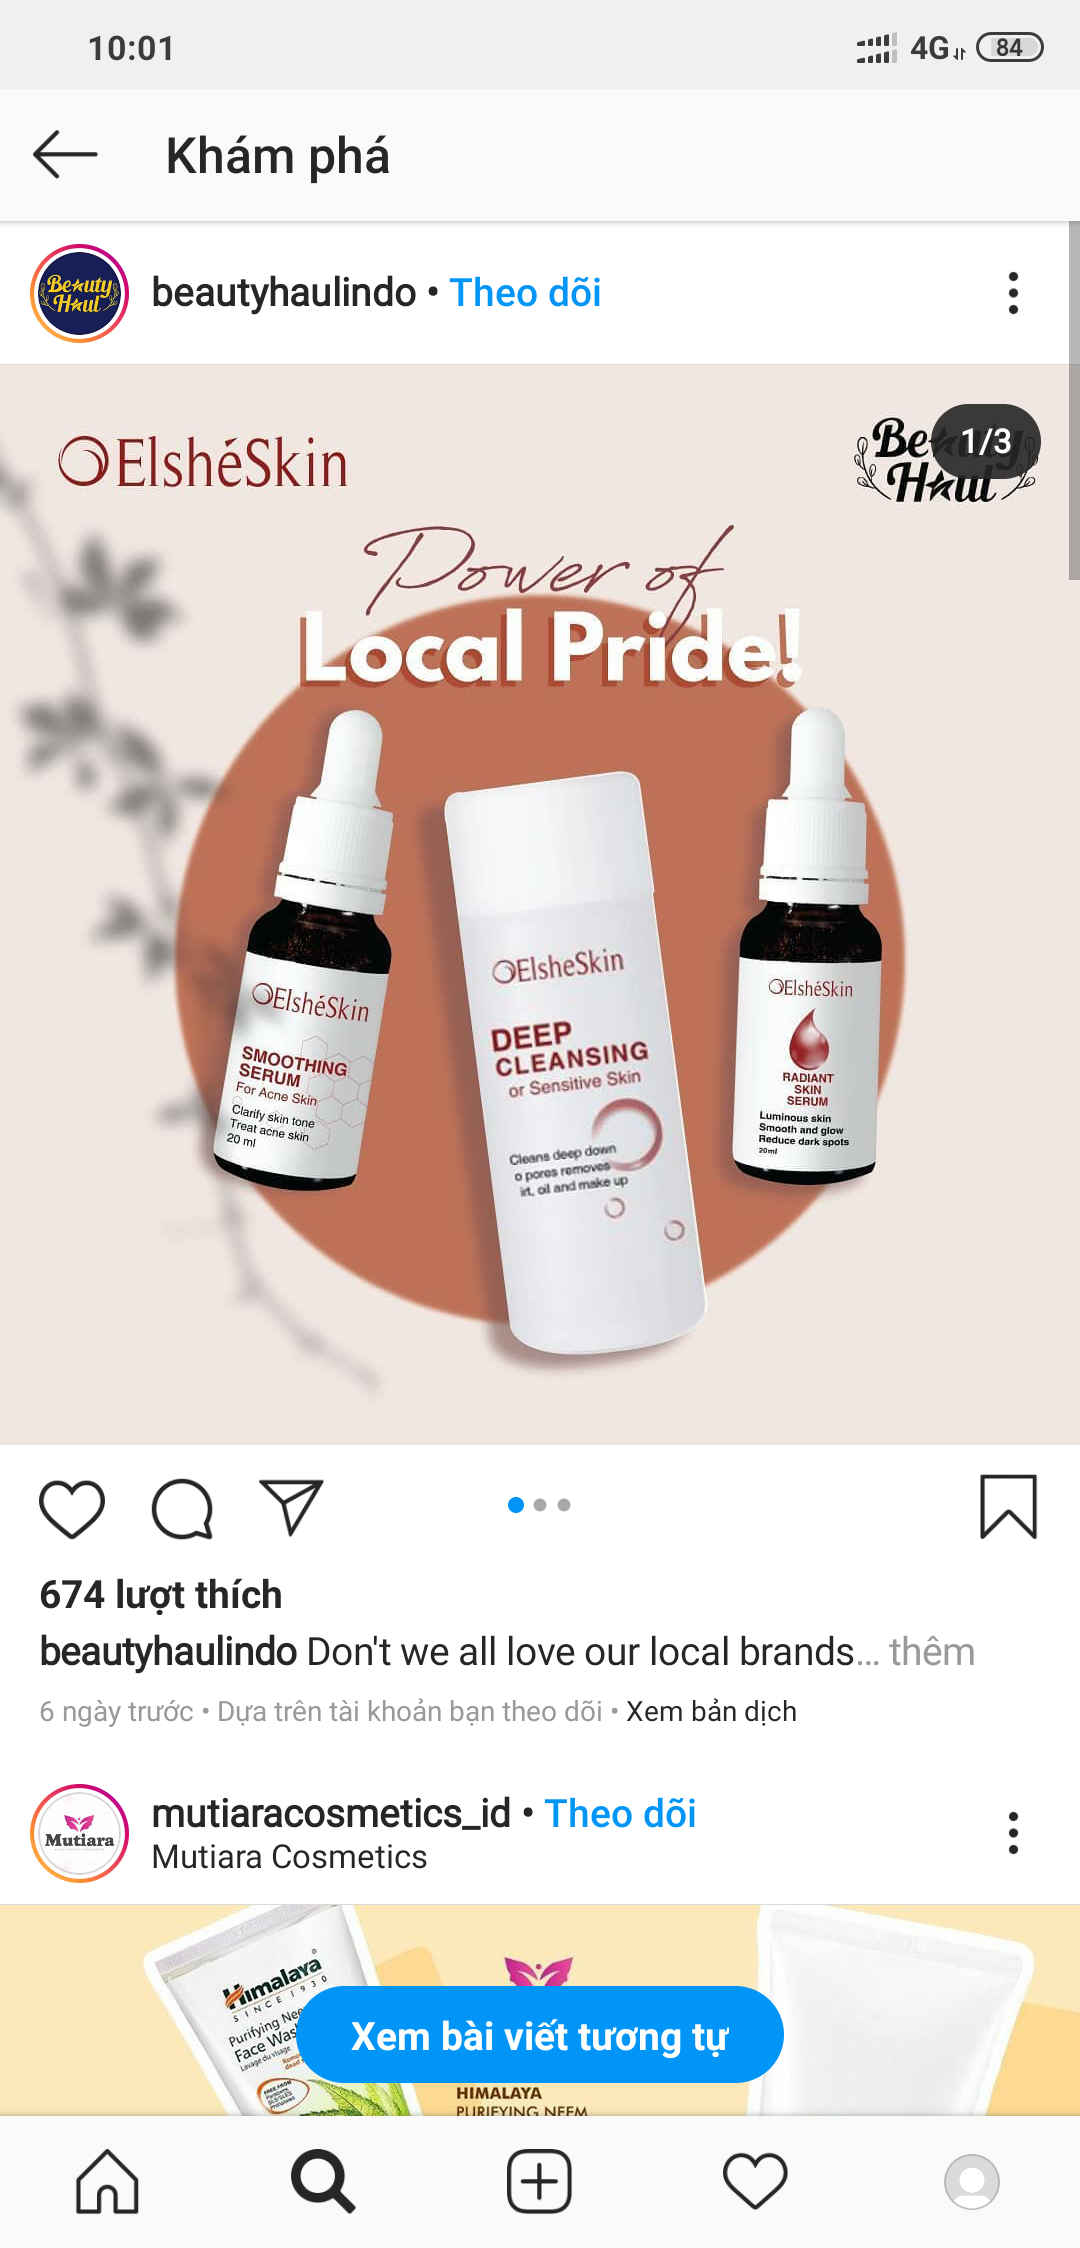 10:01
4G
84
Khám phá
Beauty
Haul
beautyhaulindo • Theo dõi
ElshéSkin
1/3
Haul
Power of
Local Pride!
ElshéSkin
SMOOTHING
SERUM
For Acne Skin
Clarify skin tone
Treat acne skin
20 ml
ElsheSkin
DEEP
CLEANSING
or Sensitive Skin
Cleans deep down
o pores removes
irt, oil and make up
ElshéSkin
RADIANT
SKIN
SERUM
Luminous skin
Smooth and glow
Reduce dark spots
20ml
674 lượt thích
beautyhaulindo Don't we all love our local brands... thêm
6 ngày trước • Dựa trên tài khoản bạn theo dõi • Xem bản dịch
Mutiara
mutiaracosmetics_id • Theo dõi
Mutiara Cosmetics
Himalaya
SINCE 1930
Purifying Nee
Face Was
Lavage du visage
Xem bài viết tương tự
HIMALAYA
PURIFYING NEEM